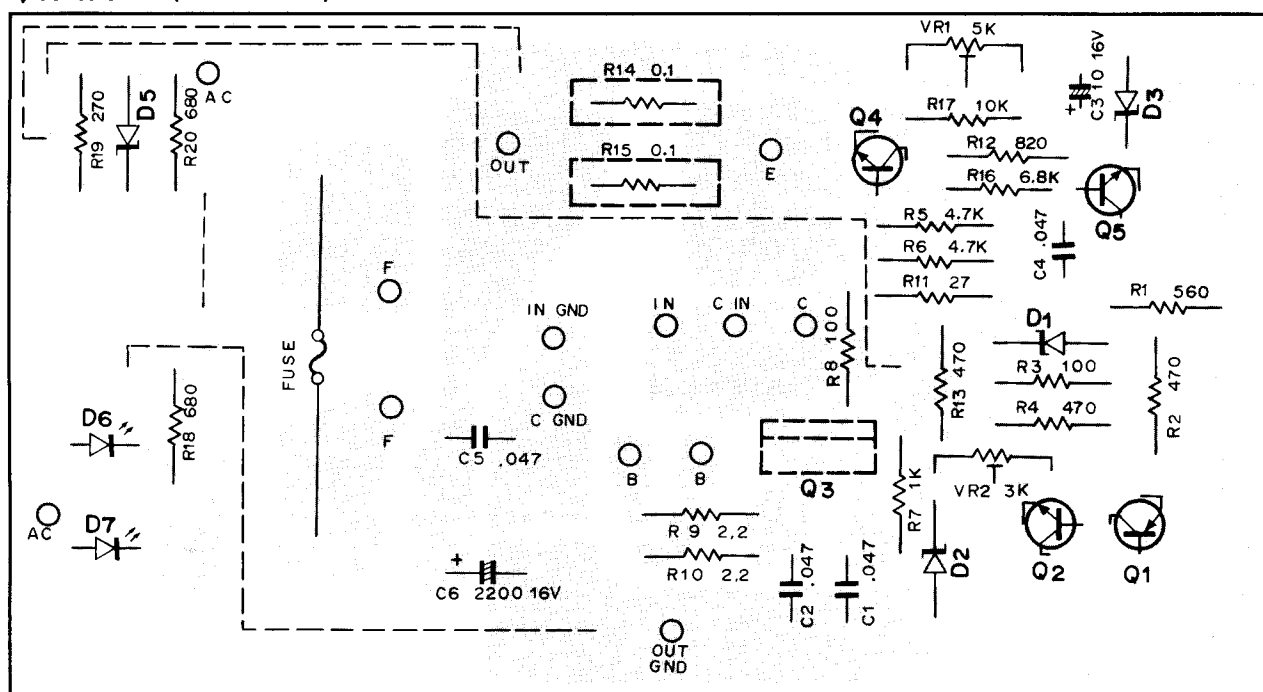 VR1 5K
R14 0.1
R19 270
D5
R20 680
AC
C3 10 16V
+
D3
R17 10K
Q4
R12 820
OUT
R15 0.1
E
R16 6.8K
Q5
R5 4.7K
R6 4.7K
C4 .047
R11 27
F
R1 560
IN GND
IN
C IN
C
R8 100
D1
FUSE
R3 100
R13 470
R2 470
R4 470
D6
R18 680
F
C GND
C5 .047
B
B
Q3
R7 1K
VR2 3K
AC
D7
R9 2,2
D2
Q2
Q1
+
R10 2,2
C6 2200 16V
C2 .047
C1 .047
OUT
GND